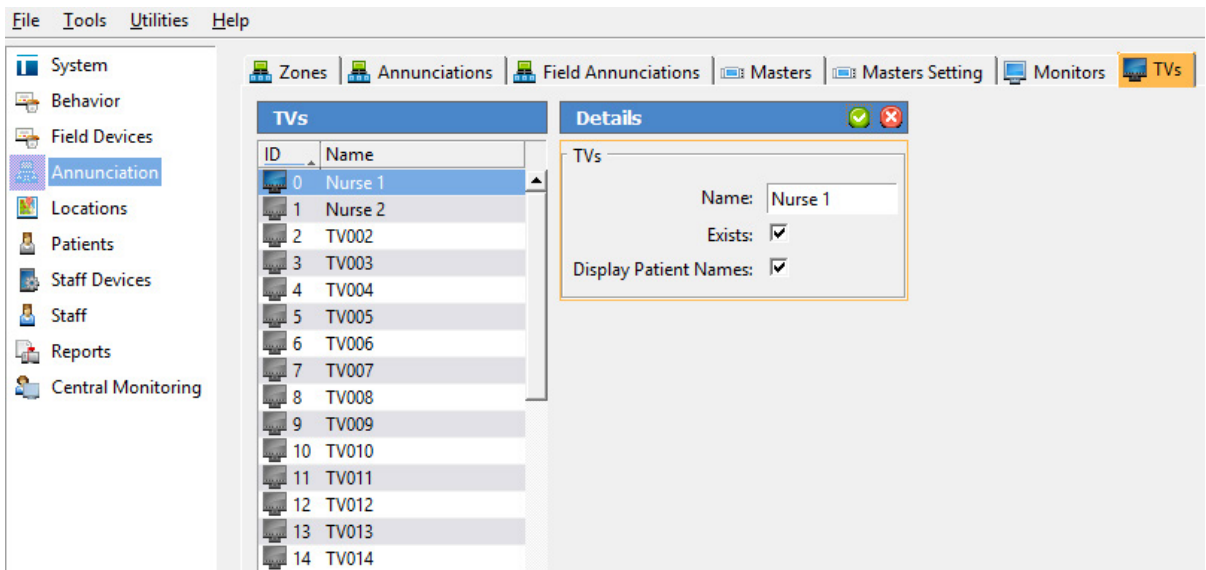 File Tools Utilities Help
System
Behavior
Field Devices
Annunciation
Locations
Patients
Staff Devices
Staff
Reports
Central Monitoring
Zones Annunciations Field Annunciations Masters Masters Setting Monitors TVs
TVs
ID Name
0 Nurse 1
1 Nurse 2
2 TV002
3 TV003
4 TV004
5 TV005
6 TV006
7 TV007
8 TV008
9 TV009
10 TV010
11 TV011
12 TV012
13 TV013
14 TV014
Details
TVs
Name: Nurse 1
Exists:
Display Patient Names: